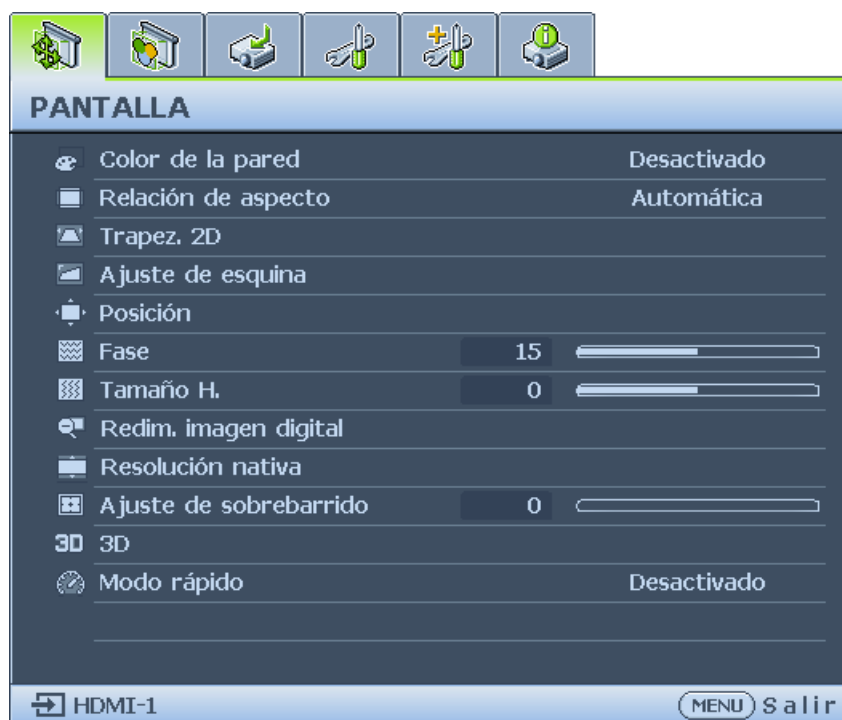 PANTALLA
Color de la pared Desactivado
Relación de aspecto Automática
Trapez. 2D
Ajuste de esquina
Posición
Fase 15
Tamaño H. 0
Redim. imagen digital
Resolución nativa
Ajuste de sobrebarrido 0
3D 3D
Modo rápido Desactivado
HDMI-1 MENU Salir